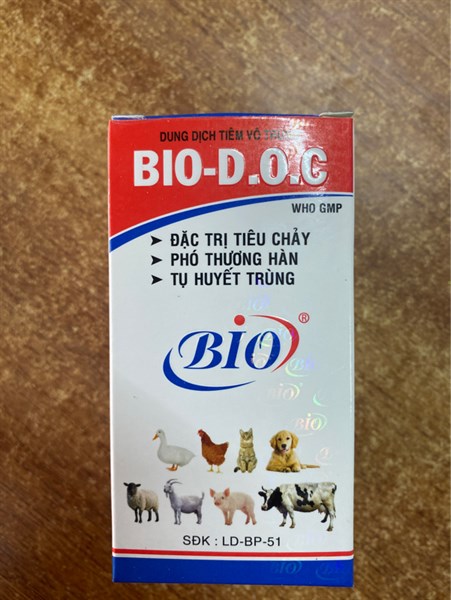 DUNG DỊCH TIÊM VÔ
BIO-D.O.C
WHO GMP
➤ ĐẶC TRỊ TIÊU CHẢY
➤ PHÓ THƯƠNG HÀN
➤ TỤ HUYẾT TRÙNG
BIO®
SĐK : LD-BP-51